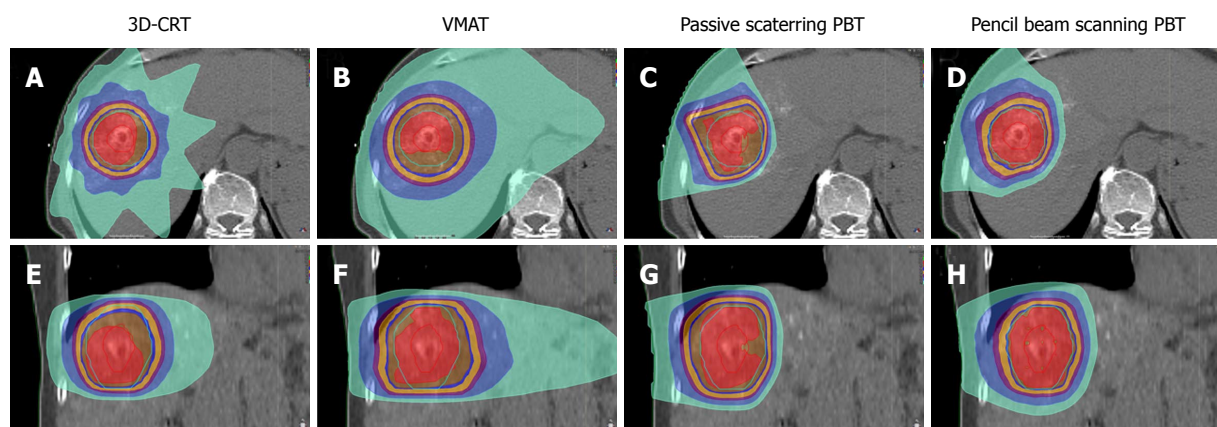 3D-CRT
VMAT
Passive scaterring PBT
Pencil beam scanning PBT
A
B
C
D
E
F
G
H